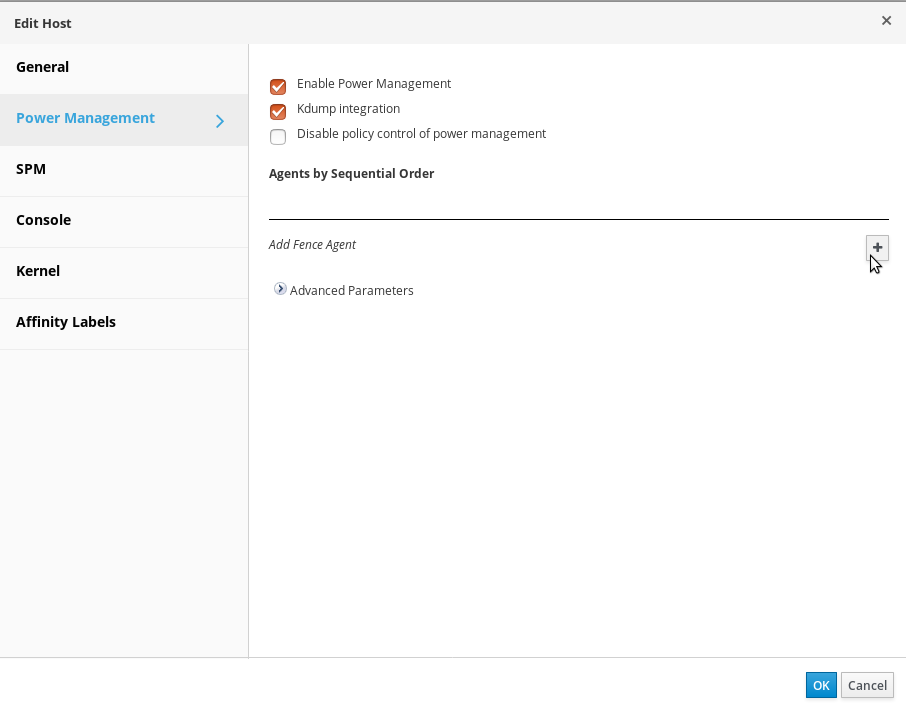 Edit Host
General
Power Management
SPM
Console
Kernel
Affinity Labels
Enable Power Management
Kdump integration
Disable policy control of power management
Agents by Sequential Order
Add Fence Agent
Advanced Parameters
OK
Cancel